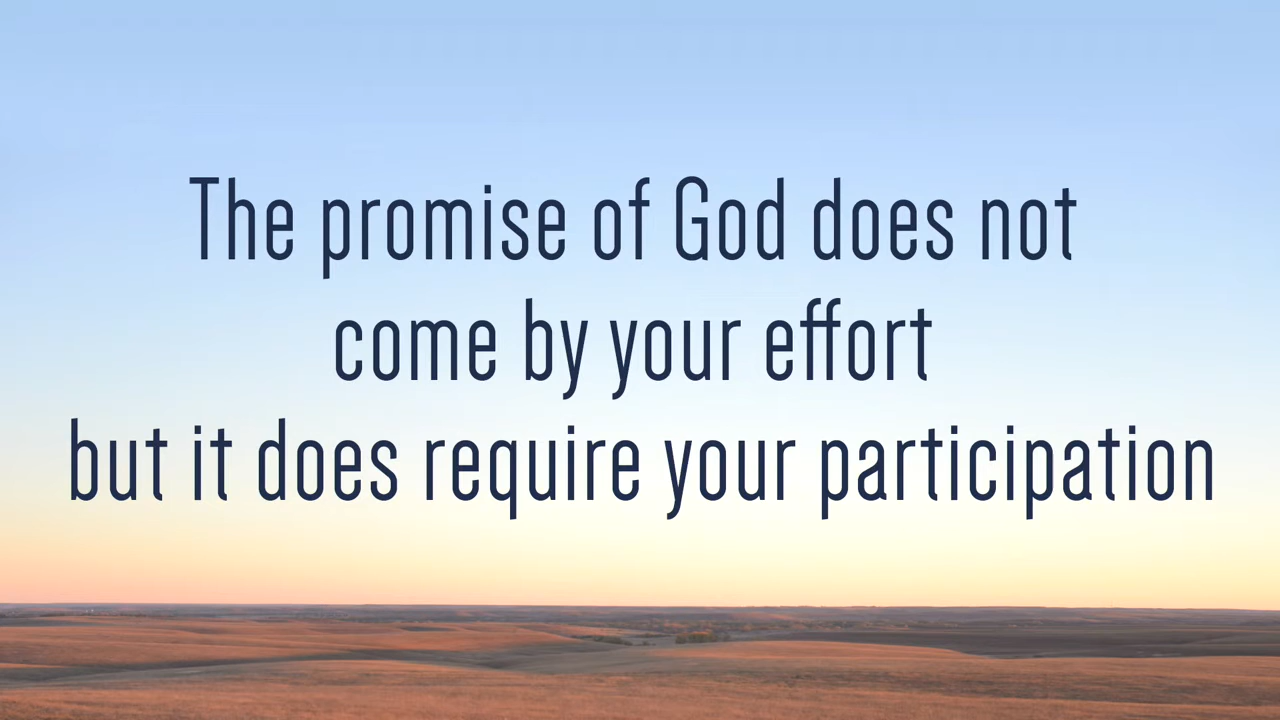 The promise of God does not
come by your effort
but it does require your participation